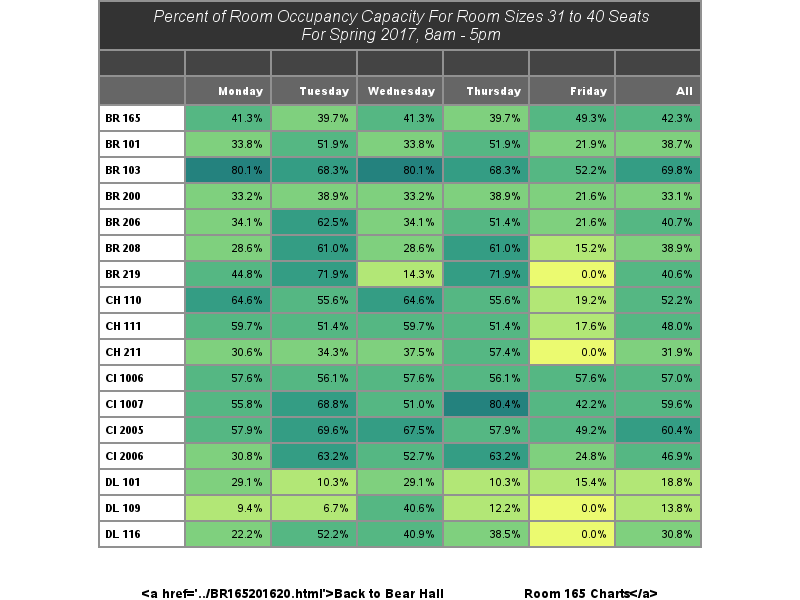 Percent of Room Occupancy Capacity For Room Sizes 31 to 40 Seats
For Spring 2017, 8am - 5pm
Monday Tuesday Wednesday Thursday Friday All
BR 165 41.3% 39.7% 41.3% 39.7% 49.3% 42.3%
BR 101 33.8% 51.9% 33.8% 51.9% 21.9% 38.7%
BR 103 80.1% 68.3% 80.1% 68.3% 52.2% 69.8%
BR 200 33.2% 38.9% 33.2% 38.9% 21.6% 33.1%
BR 206 34.1% 62.5% 34.1% 51.4% 21.6% 40.7%
BR 208 28.6% 61.0% 28.6% 61.0% 15.2% 38.9%
BR 219 44.8% 71.9% 14.3% 71.9% 0.0% 40.6%
CH 110 64.6% 55.6% 64.6% 55.6% 19.2% 52.2%
CH 111 59.7% 51.4% 59.7% 51.4% 17.6% 48.0%
CH 211 30.6% 34.3% 37.5% 57.4% 0.0% 31.9%
CI 1006 57.6% 56.1% 57.6% 56.1% 57.6% 57.0%
CI 1007 55.8% 68.8% 51.0% 80.4% 42.2% 59.6%
CI 2005 57.9% 69.6% 67.5% 57.9% 49.2% 60.4%
CI 2006 30.8% 63.2% 52.7% 63.2% 24.8% 46.9%
DL 101 29.1% 10.3% 29.1% 10.3% 15.4% 18.8%
DL 109 9.4% 6.7% 40.6% 12.2% 0.0% 13.8%
DL 116 22.2% 52.2% 40.9% 38.5% 0.0% 30.8%
<a href='../BR165201620.html'>Back to Bear Hall Room 165 Charts</a>